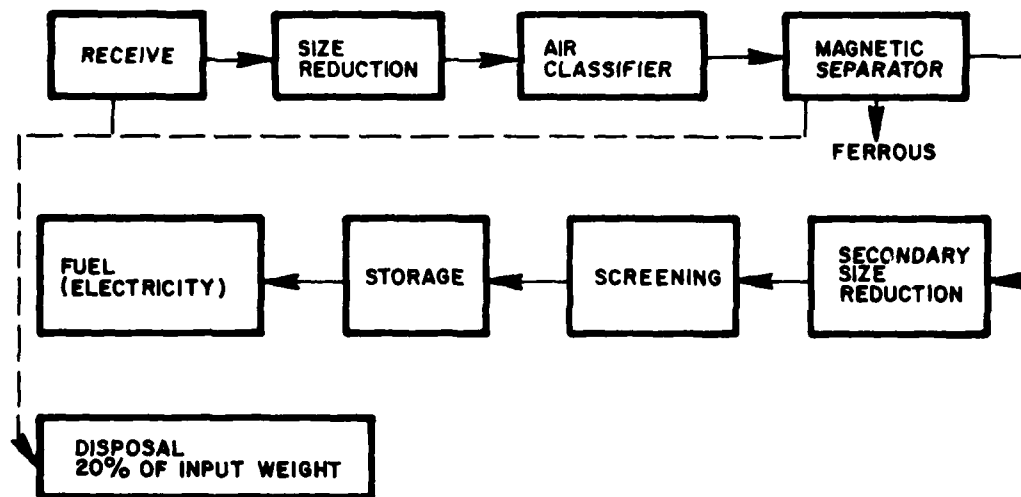 RECEIVE
SIZE
REDUCTION
AIR
CLASSIFIER
MAGNETIC
SEPARATOR
FERROUS
FUEL
(ELECTRICITY)
STORAGE
SCREENING
SECONDARY
SIZE
REDUCTION
DISPOSAL
20% OF INPUT WEIGHT